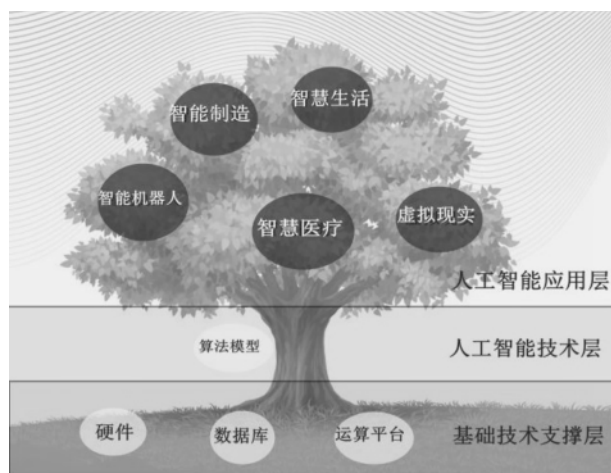 智慧生活
智能制造
智能机器人
智慧医疗
虚拟现实
人工智能应用层
算法模型
人工智能技术层
硬件
数据库
运算平台
基础技术支撑层